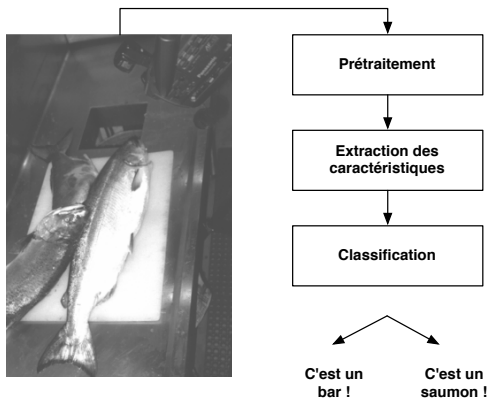 Prétraitement
Extraction des
caractéristiques
Classification
C'est un
bar !
C'est un
saumon !